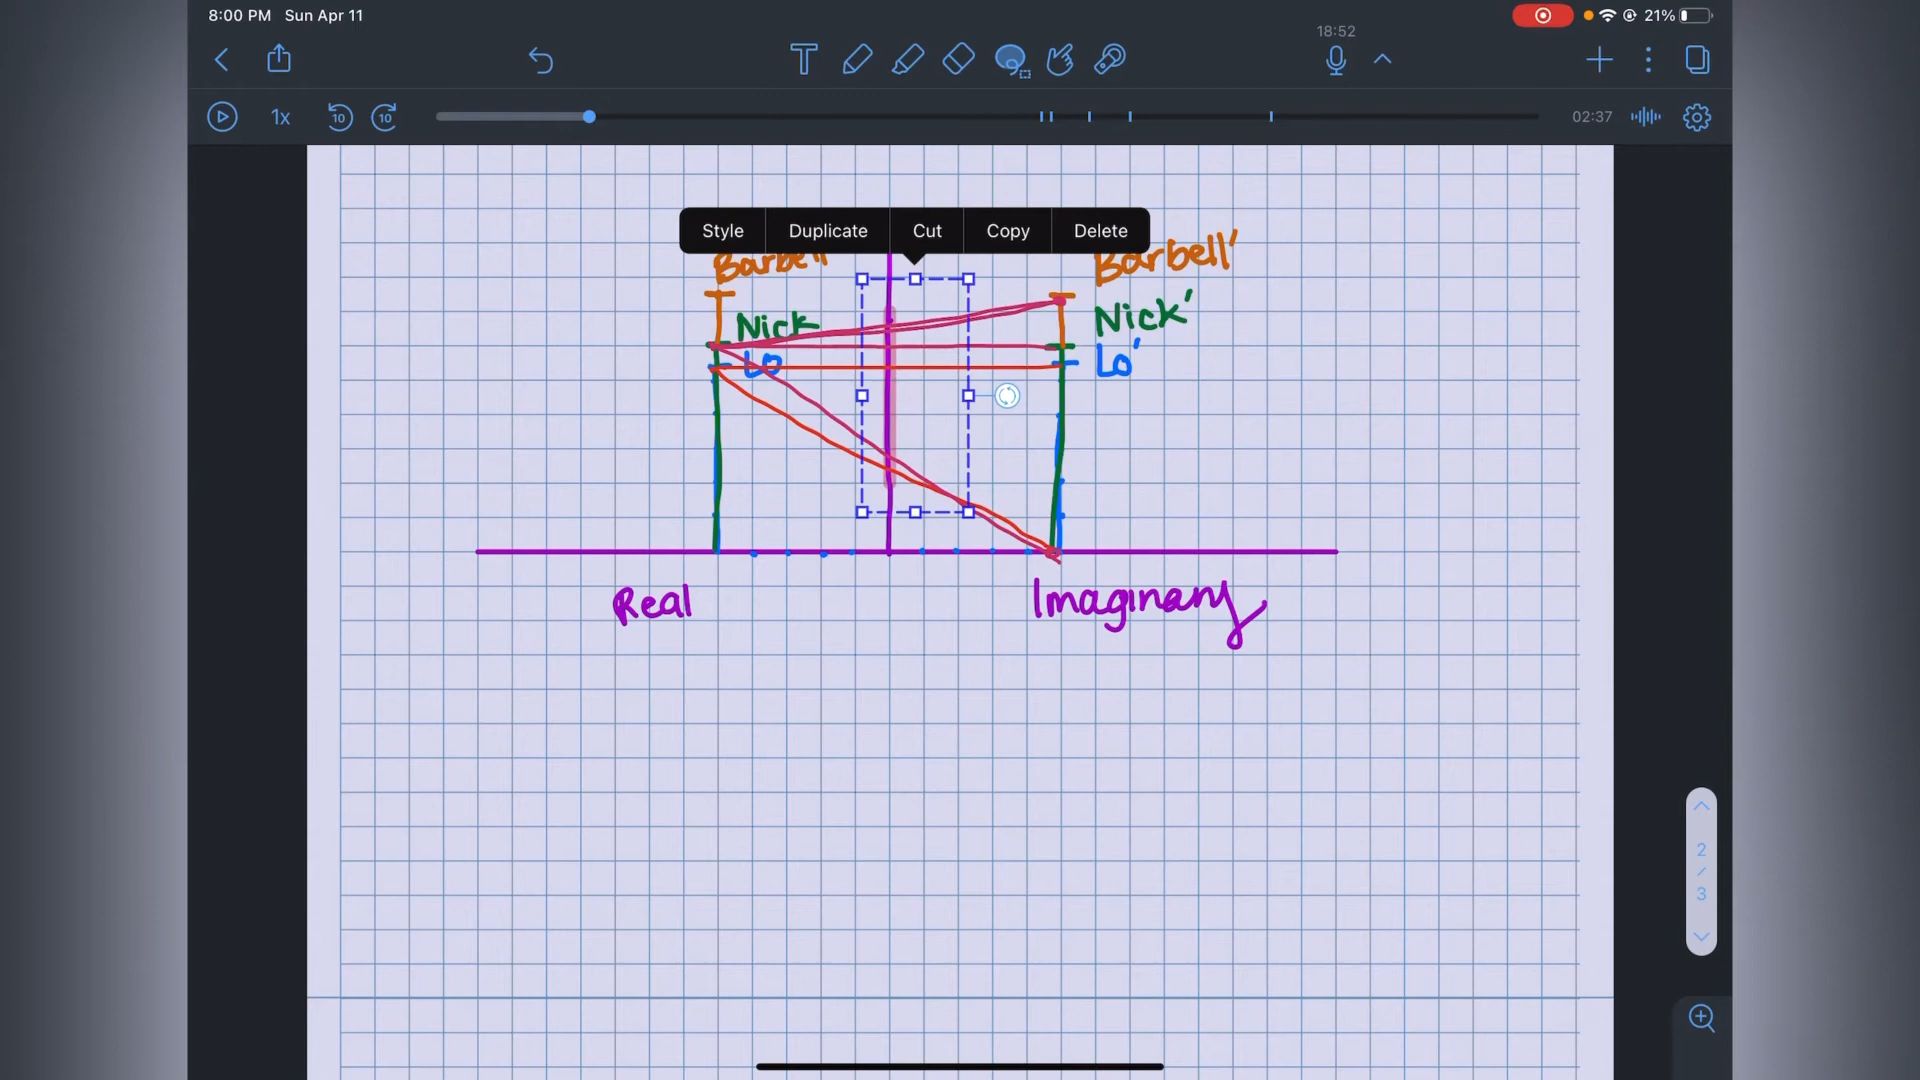 8:00 PM Sun Apr 11
21%
18:52
T
1x
10 10
02:37
Style Duplicate Cut Copy Delete
Barbell Barbell'
Nick Nick'
Lo Lo'
Real Imaginary
2
/
3